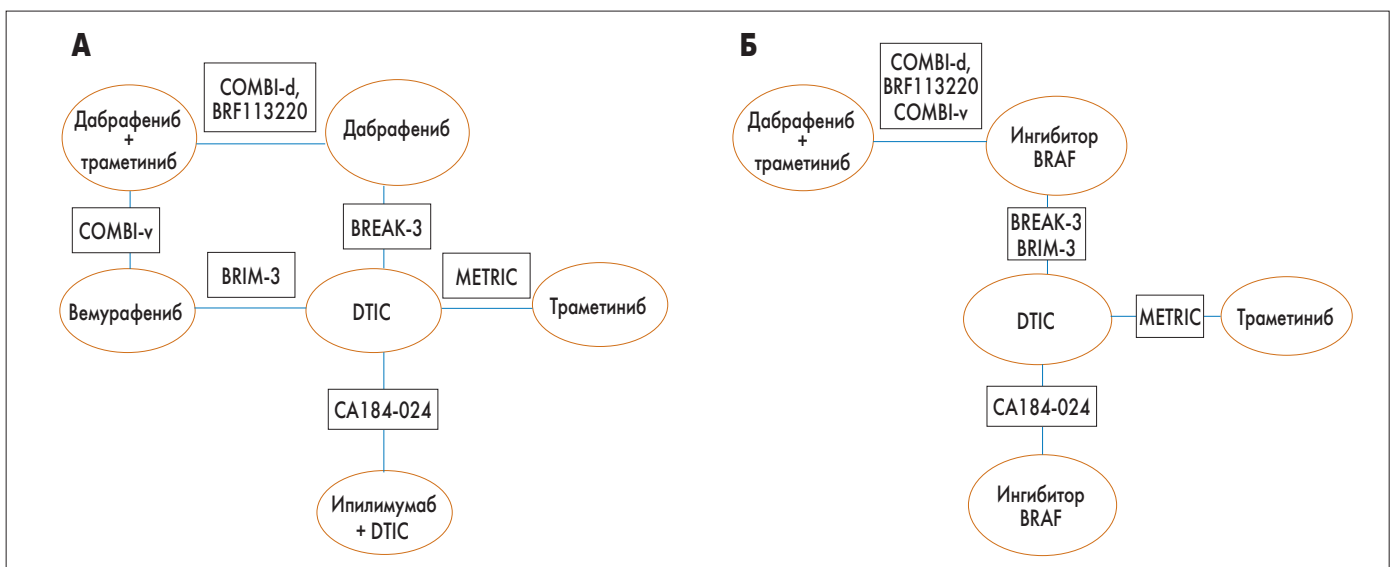 А
COMBI-d,
BRF113220
Дабрафениб
+
траметиниб
Дабрафениб
COMBI-v
BREAK-3
BRIM-3
METRIC
Вемурафениб
DTIC
Траметиниб
CA184-024
Ипилимумаб
+ DTIC
Б
COMBI-d,
BRF113220
COMBI-v
Дабрафениб
+
траметиниб
Ингибитор
BRAF
BREAK-3
BRIM-3
DTIC
METRIC
Траметиниб
CA184-024
Ингибитор
BRAF